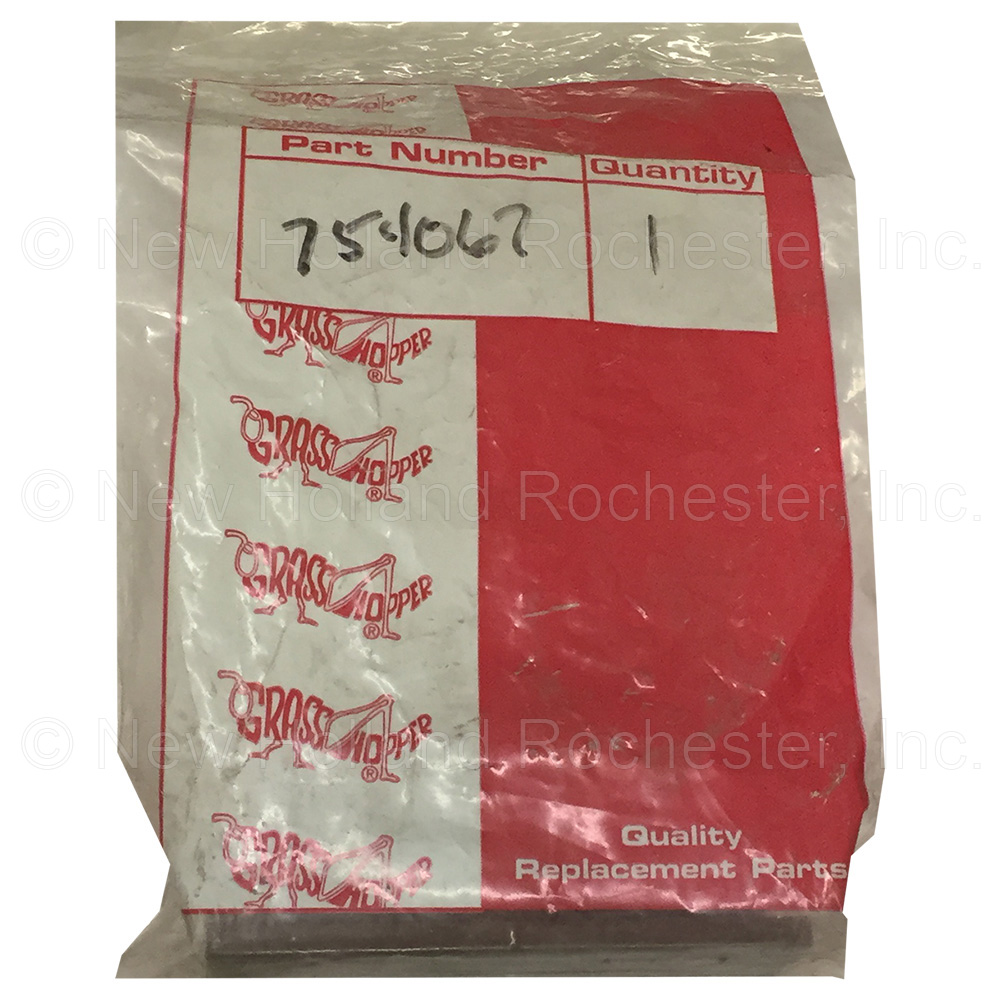 GRASSHOPPER
Part Number Quantity
754067 1
© New Holland Rochester, Inc.
GRASSHOPPER®
GRASSHOPPER®
© New Holland Rochester, Inc.
GRASSHOPPER®
GRASSHOPPER®
© New Holland Rochester, Inc.
GRASSHOPPER
Quality
Replacement Parts